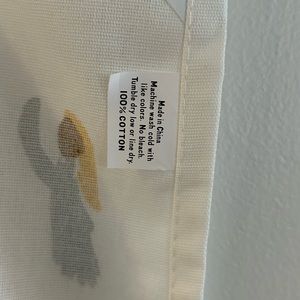 Made in China
Machine wash cold with
like colors. No bleach.
Tumble dry low or line dry.
100% COTTON